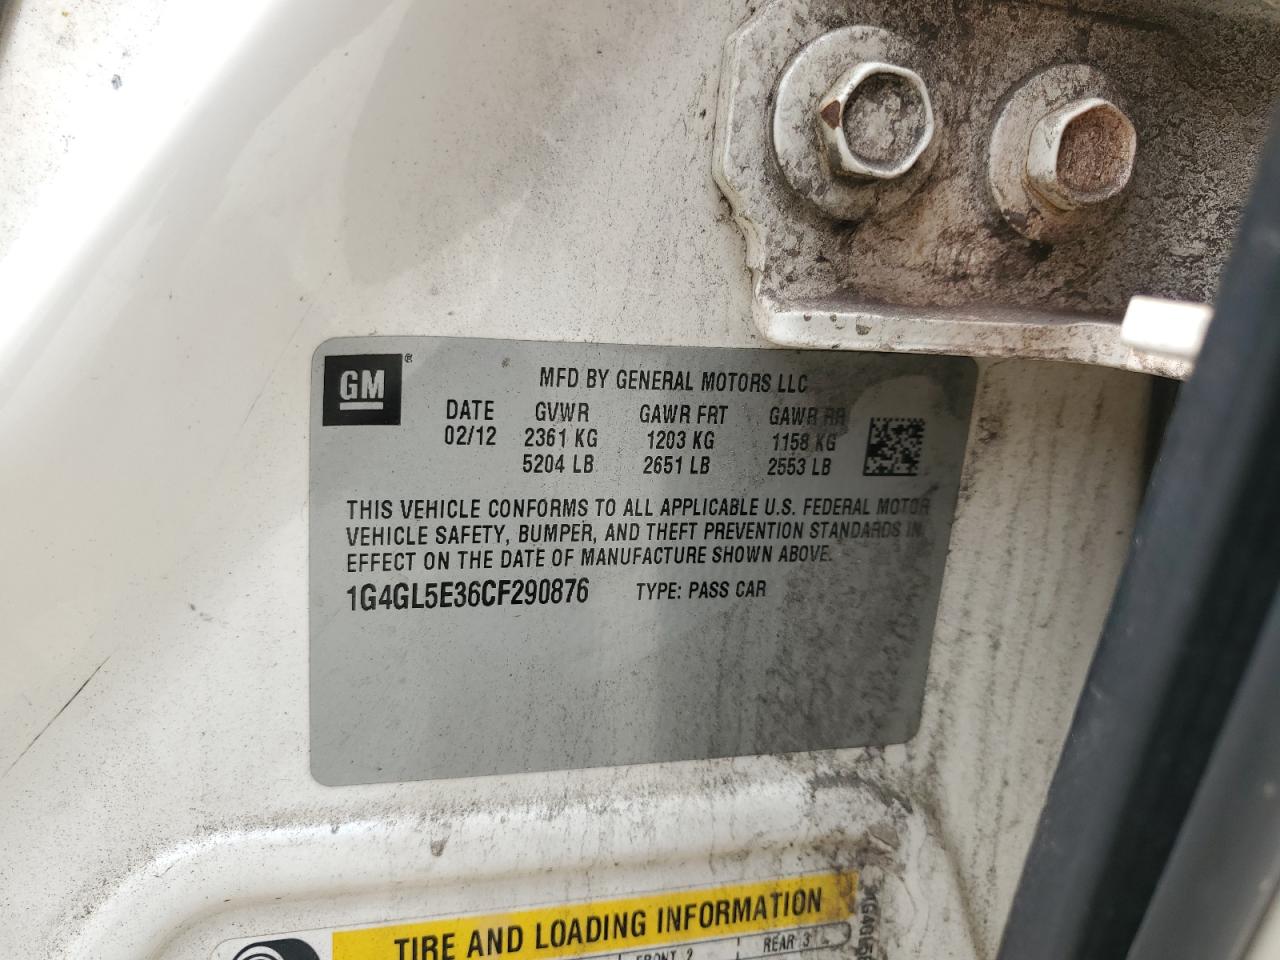 GM®
MFD BY GENERAL MOTORS LLC
DATE GVWR GAWR FRT GAWR RR
02/12 2361 KG 1203 KG 1158 KG
5204 LB 2651 LB 2553 LB
THIS VEHICLE CONFORMS TO ALL APPLICABLE U.S. FEDERAL MOTOR
VEHICLE SAFETY, BUMPER, AND THEFT PREVENTION STANDARDS IN
EFFECT ON THE DATE OF MANUFACTURE SHOWN ABOVE.
1G4GL5E36CF290876 TYPE: PASS CAR
TIRE AND LOADING INFORMATION
FRONT 2 REAR 3